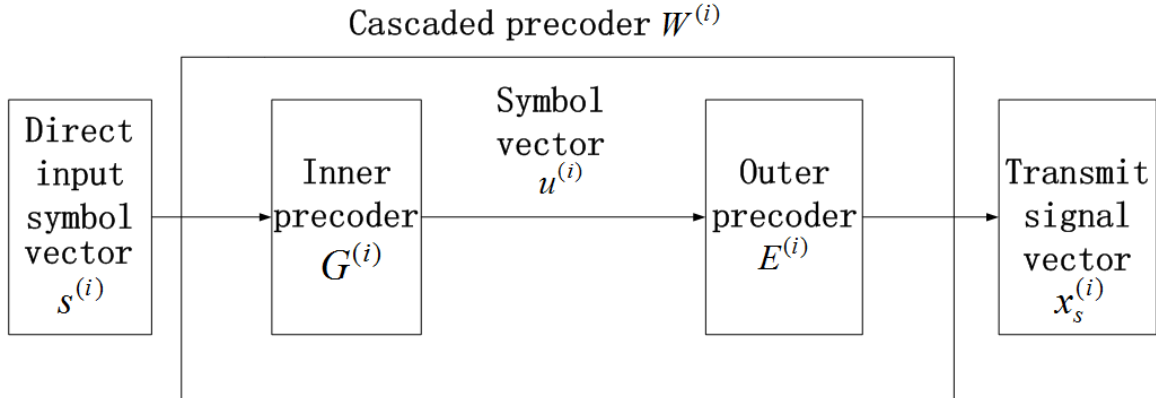 Cascaded precoder W^{(i)}
Direct
input
symbol
vector
s^{(i)}
Inner
precoder
G^{(i)}
Symbol
vector
u^{(i)}
Outer
precoder
E^{(i)}
Transmit
signal
vector
x_s^{(i)}